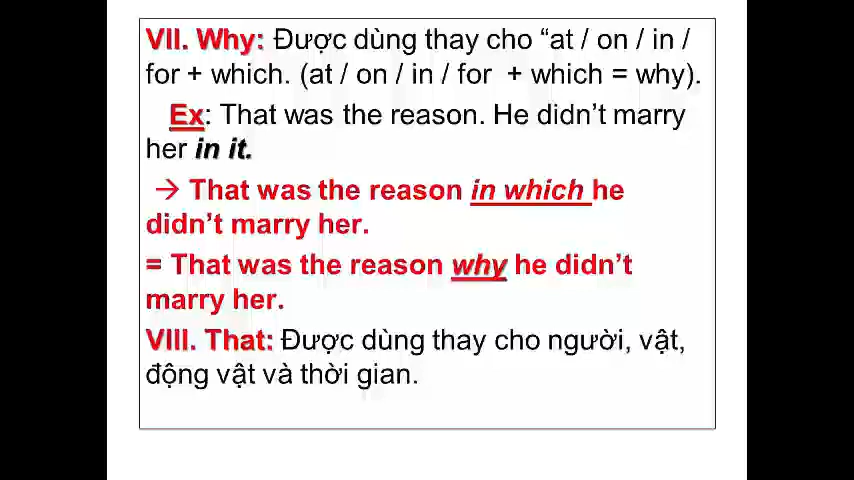 VII. Why: Được dùng thay cho “at / on / in /
for + which. (at / on / in / for + which = why).
Ex: That was the reason. He didn’t marry
her in it.
→ That was the reason in which he
didn’t marry her.
= That was the reason why he didn’t
marry her.
VIII. That: Được dùng thay cho người, vật,
động vật và thời gian.